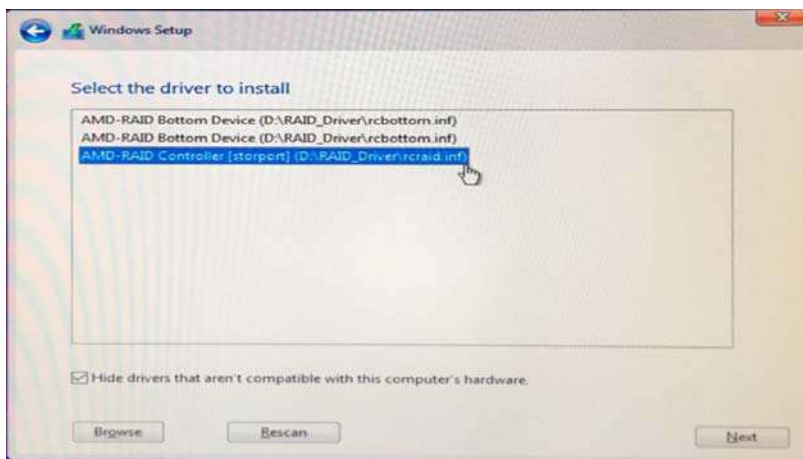 Windows Setup
Select the driver to install
AMD-RAID Bottom Device (D:\RAID_Driver\rcbottom.inf)
AMD-RAID Bottom Device (D:\RAID_Driver\rcbottom.inf)
AMD-RAID Controller [storport] (D:\RAID_Driver\rcraid.inf)
Hide drivers that aren't compatible with this computer's hardware.
Browse
Rescan
Next